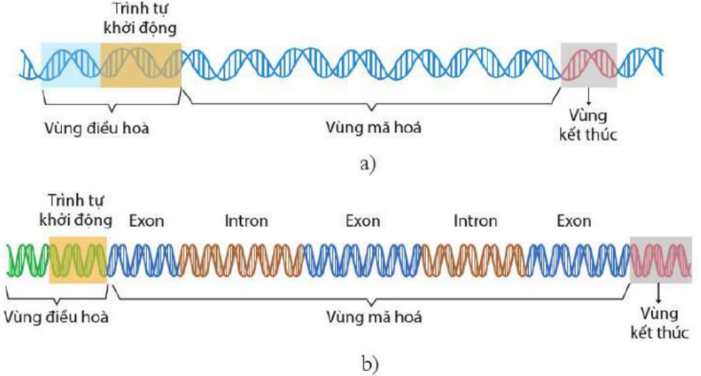 Trình tự
khởi động
Vùng điều hoà
Vùng mã hoá
Vùng
kết thúc
a)
Trình tự
khởi động
Exon
Intron
Exon
Intron
Exon
Vùng điều hoà
Vùng mã hoá
Vùng
kết thúc
b)